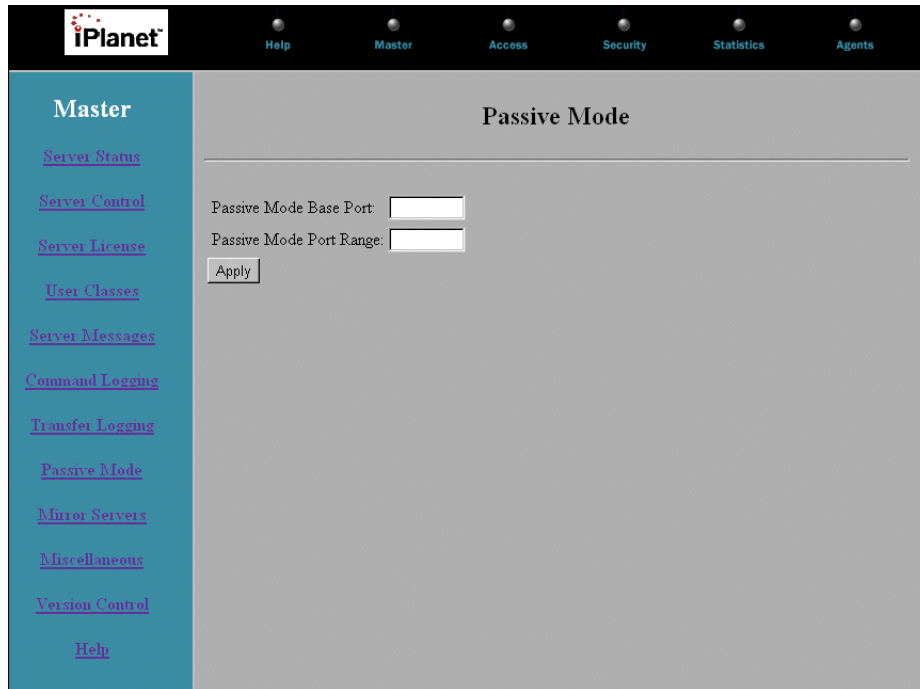 iPlanet™
Help Master Access Security Statistics Agents
Master
Server Status
Server Control
Server License
User Classes
Server Messages
Command Logging
Transfer Logging
Passive Mode
Mirror Servers
Miscellaneous
Version Control
Help
Passive Mode
Passive Mode Base Port:
Passive Mode Port Range:
Apply